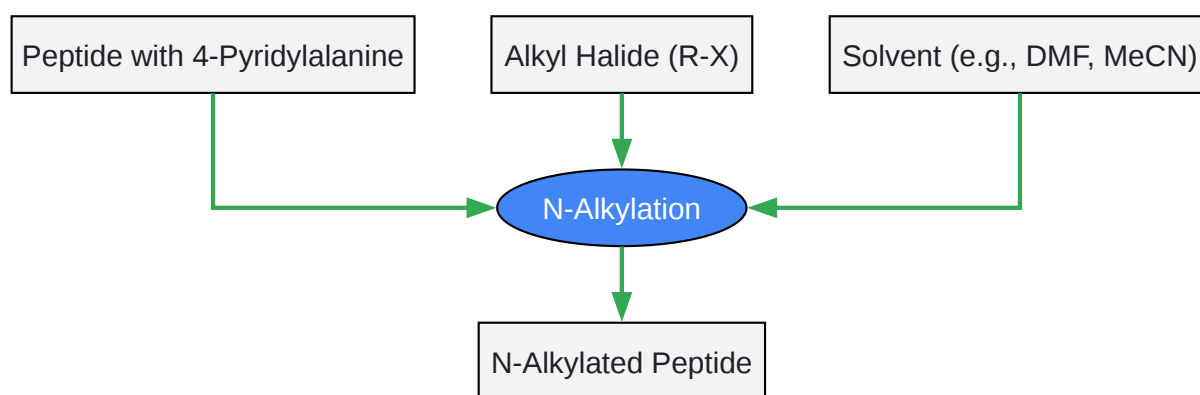 Peptide with 4-Pyridylalanine
Alkyl Halide (R-X)
Solvent (e.g., DMF, MeCN)
N-Alkylation
N-Alkylated Peptide